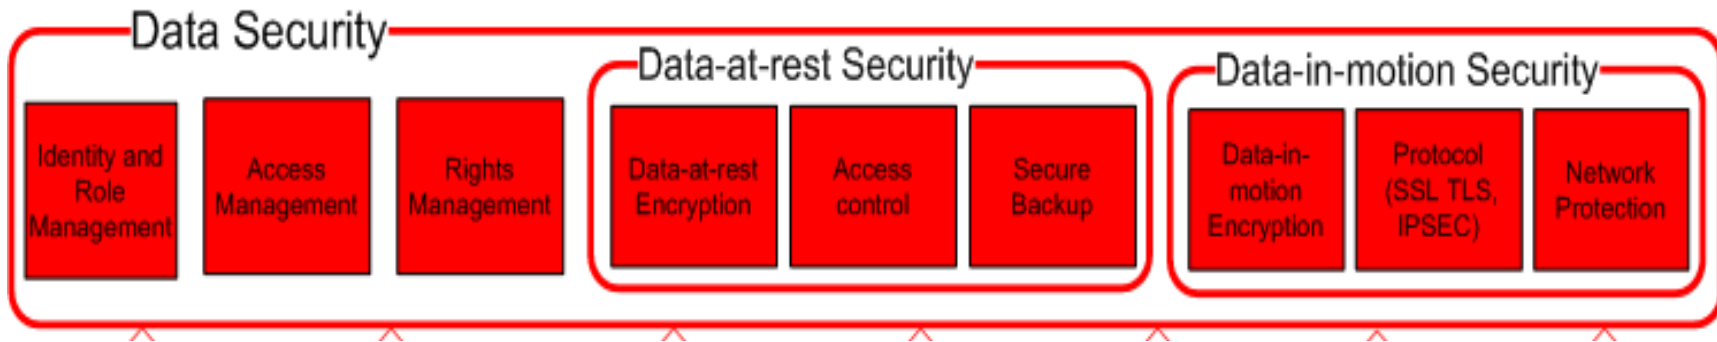 Data Security
Data-at-rest Security
Data-in-motion Security
Identity and
Role
Management
Access
Management
Rights
Management
Data-at-rest
Encryption
Access
control
Secure
Backup
Data-in-
motion
Encryption
Protocol
(SSL TLS,
IPSEC)
Network
Protection